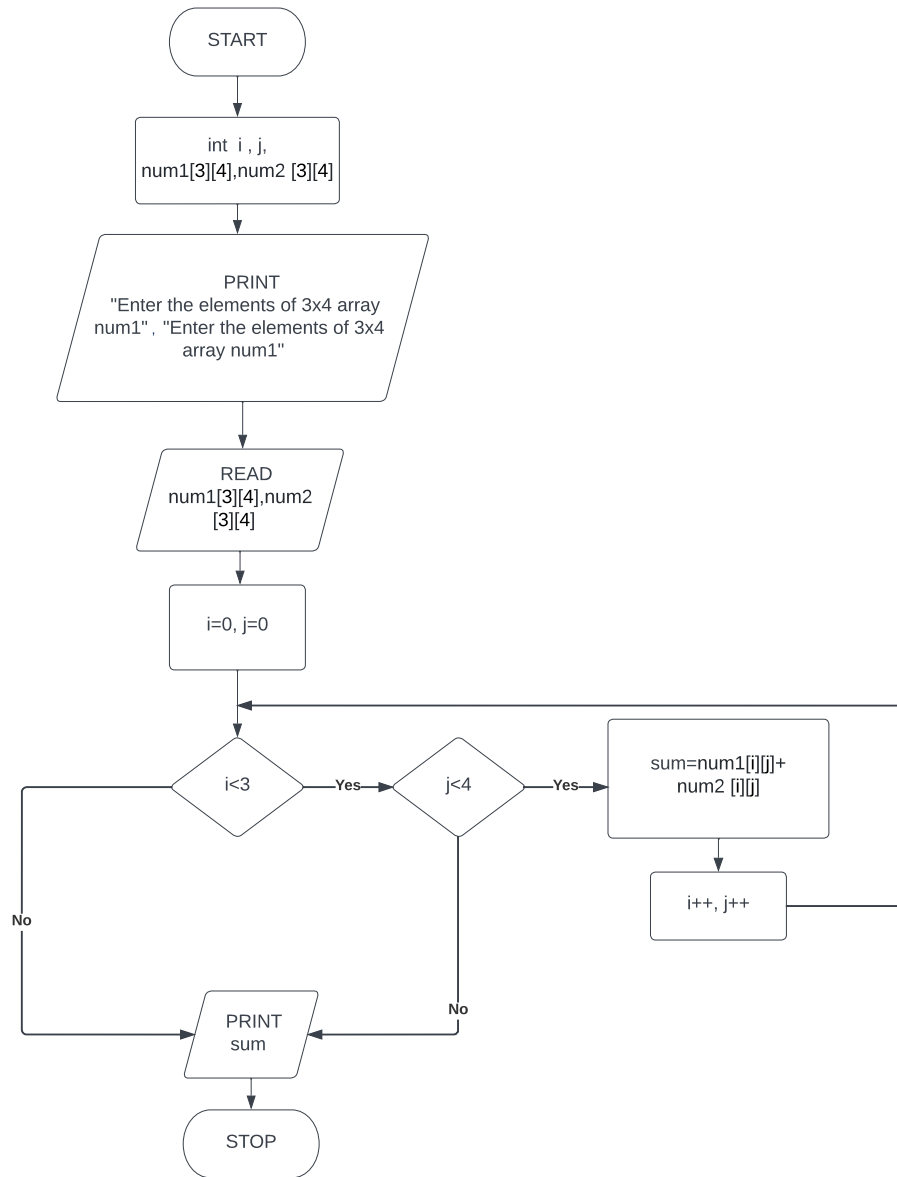 START
int i , j,
num1[3][4],num2 [3][4]
PRINT
"Enter the elements of 3x4 array
num1" , "Enter the elements of 3x4
array num1"
READ
num1[3][4],num2
[3][4]
i=0, j=0
i<3
Yes
j<4
Yes
sum=num1[i][j]+
num2 [i][j]
i++, j++
No
No
PRINT
sum
STOP